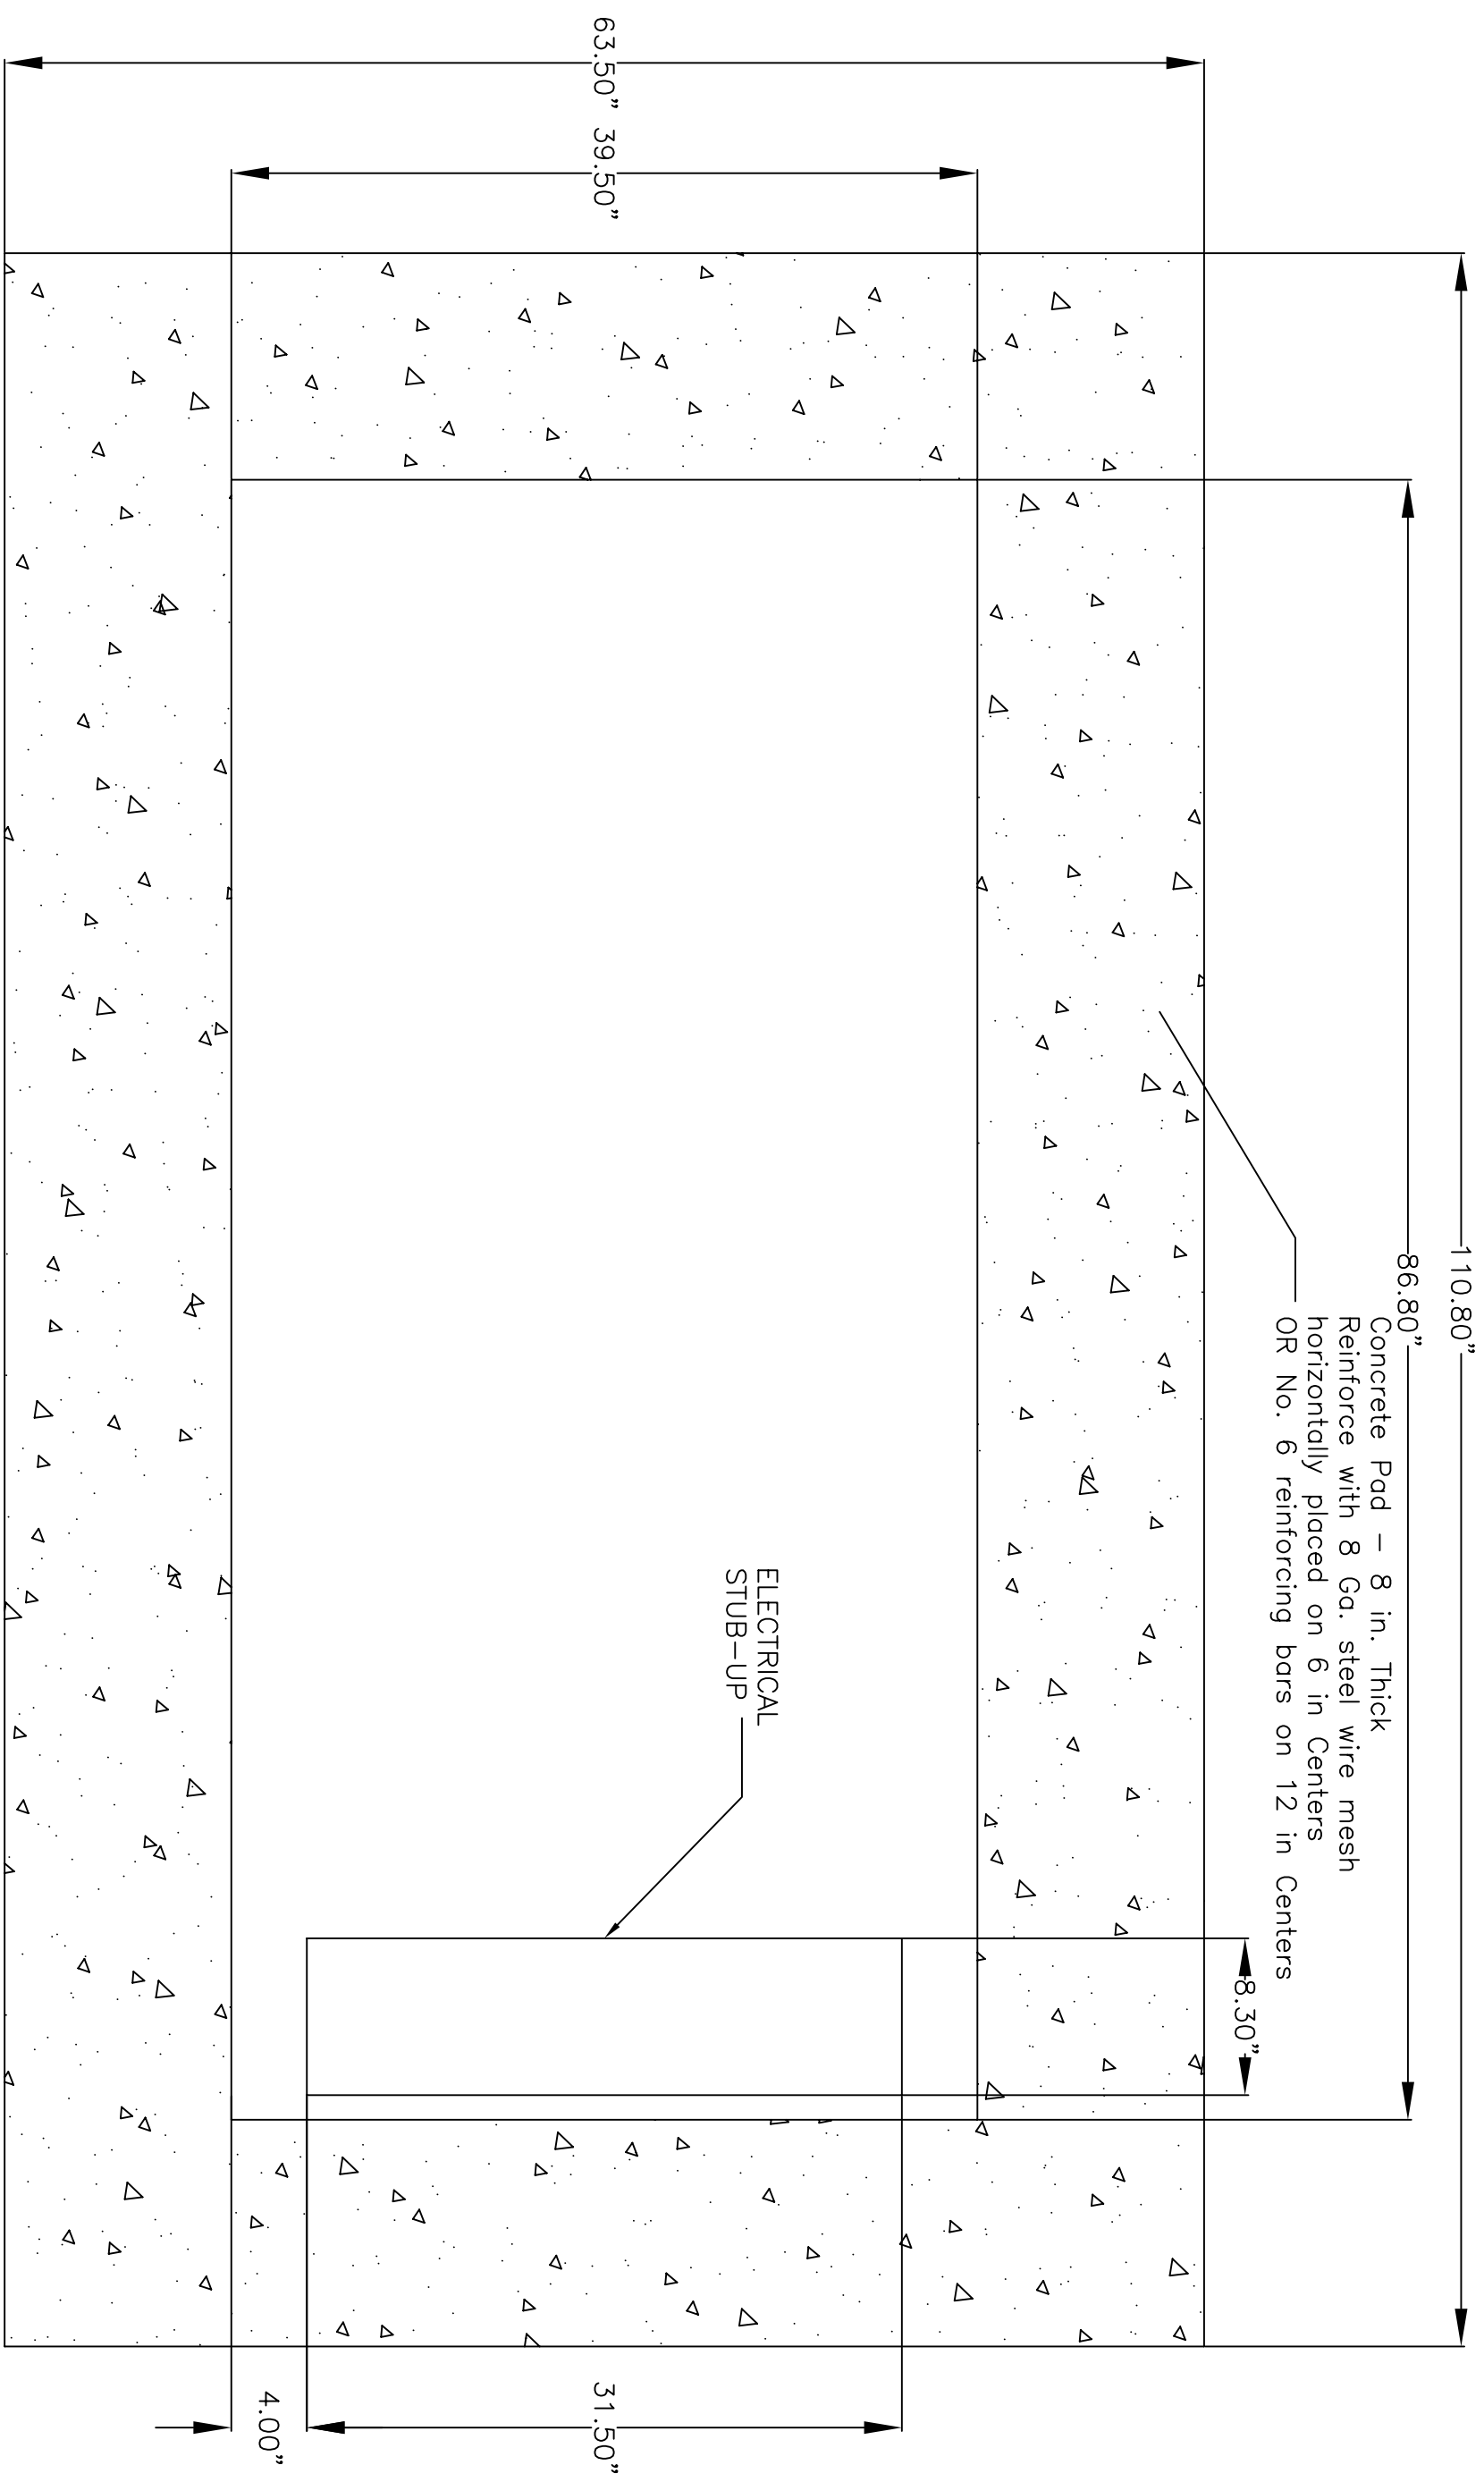 110.80"
86.80"
Concrete Pad – 8 in. Thick
Reinforce with 8 Ga. steel wire mesh
horizontally placed on 6 in Centers
OR No. 6 reinforcing bars on 12 in Centers
8.30"
ELECTRICAL
STUB-UP
63.50"
39.50"
31.50"
4.00"